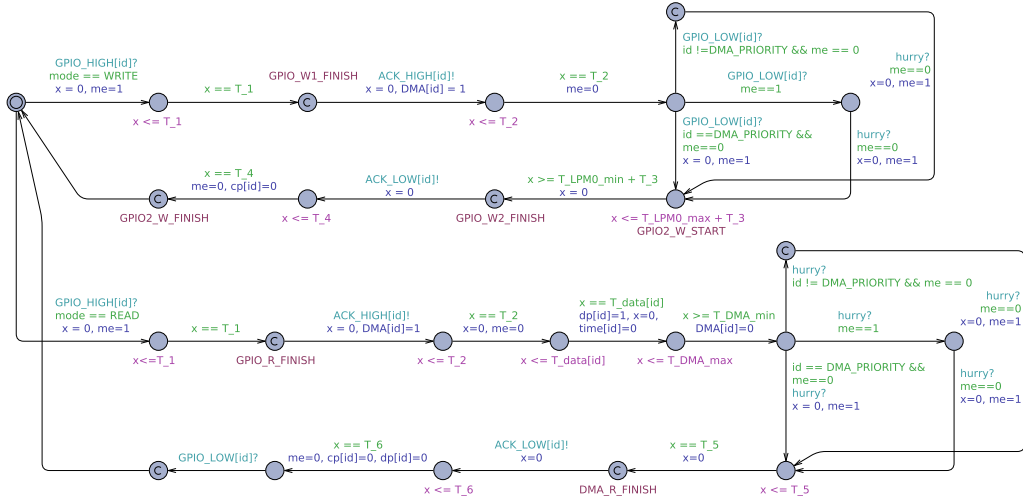 C
GPIO_LOW[id]?
id !=DMA_PRIORITY && me == 0
hurry?
me==0
x=0, me=1
GPIO_HIGH[id]?
mode == WRITE
x = 0, me=1
x == T_1
GPIO_W1_FINISH
C
ACK_HIGH[id]!
x = 0, DMA[id] = 1
x == T_2
me=0
GPIO_LOW[id]?
me==1
x <= T_1
x <= T_2
GPIO_LOW[id]?
id ==DMA_PRIORITY &&
me==0
x = 0, me=1
hurry?
me==0
x=0, me=1
x == T_4
me=0, cp[id]=0
ACK_LOW[id]!
x = 0
x >= T_LPM0_min + T_3
x = 0
C
C
GPIO2_W_FINISH
x <= T_4
GPIO_W2_FINISH
x <= T_LPM0_max + T_3
GPIO2_W_START
C
hurry?
id != DMA_PRIORITY && me == 0
hurry?
me==0
x=0, me=1
GPIO_HIGH[id]?
mode == READ
x = 0, me=1
x == T_1
ACK_HIGH[id]!
x = 0, DMA[id]=1
x == T_2
x=0, me=0
x == T_data[id]
dp[id]=1, x=0,
time[id]=0
x >= T_DMA_min
DMA[id]=0
hurry?
me==1
C
x<=T_1
GPIO_R_FINISH
x <= T_2
x <= T_data[id]
x <= T_DMA_max
id == DMA_PRIORITY &&
me==0
hurry?
x = 0, me=1
hurry?
me==0
x=0, me=1
GPIO_LOW[id]?
x == T_6
me=0, cp[id]=0, dp[id]=0
ACK_LOW[id]!
x=0
x == T_5
x=0
C
C
x <= T_6
DMA_R_FINISH
x <= T_5